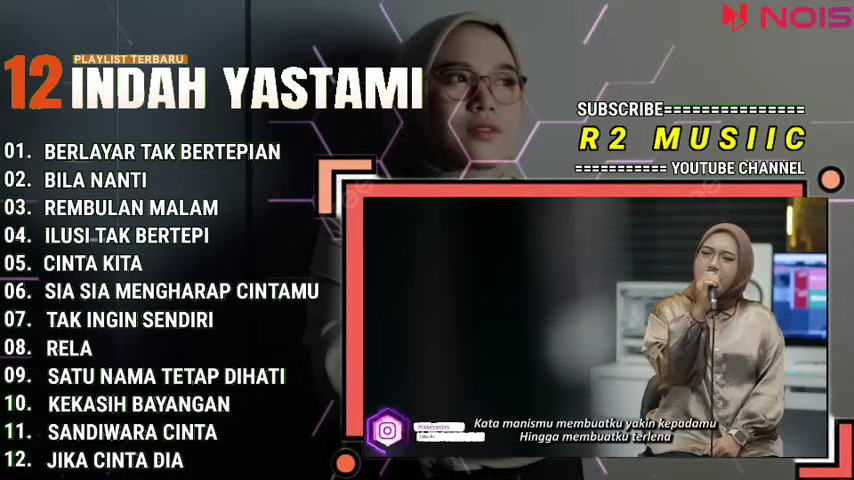 NOIS
PLAYLIST TERBARU
12 INDAH YASTAMI
SUBSCRIBE===============
R2 MUSIIC
=========== YOUTUBE CHANNEL
01. BERLAYAR TAK BERTEPIAN
02. BILA NANTI
03. REMBULAN MALAM
04. ILUSI TAK BERTEPI
05. CINTA KITA
06. SIA SIA MENGHARAP CINTAMU
07. TAK INGIN SENDIRI
08. RELA
09. SATU NAMA TETAP DIHATI
10. KEKASIH BAYANGAN
11. SANDIWARA CINTA
12. JIKA CINTA DIA
Kata manismu membuatku yakin kepadamu
Hingga membuatku terlena